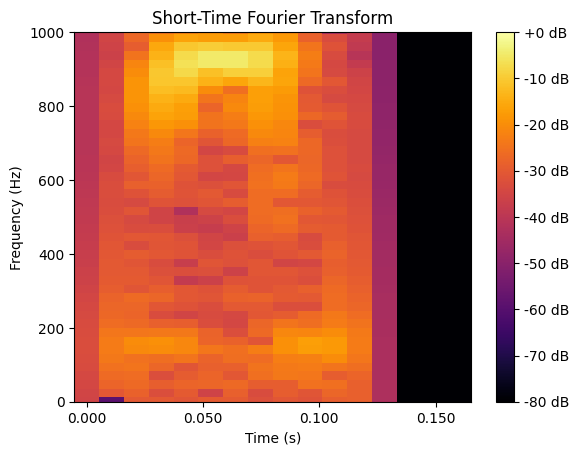 Short-Time Fourier Transform
Frequency (Hz)
1000
800
600
400
200
0
0.000 0.050 0.100 0.150
Time (s)
+0 dB
-10 dB
-20 dB
-30 dB
-40 dB
-50 dB
-60 dB
-70 dB
-80 dB